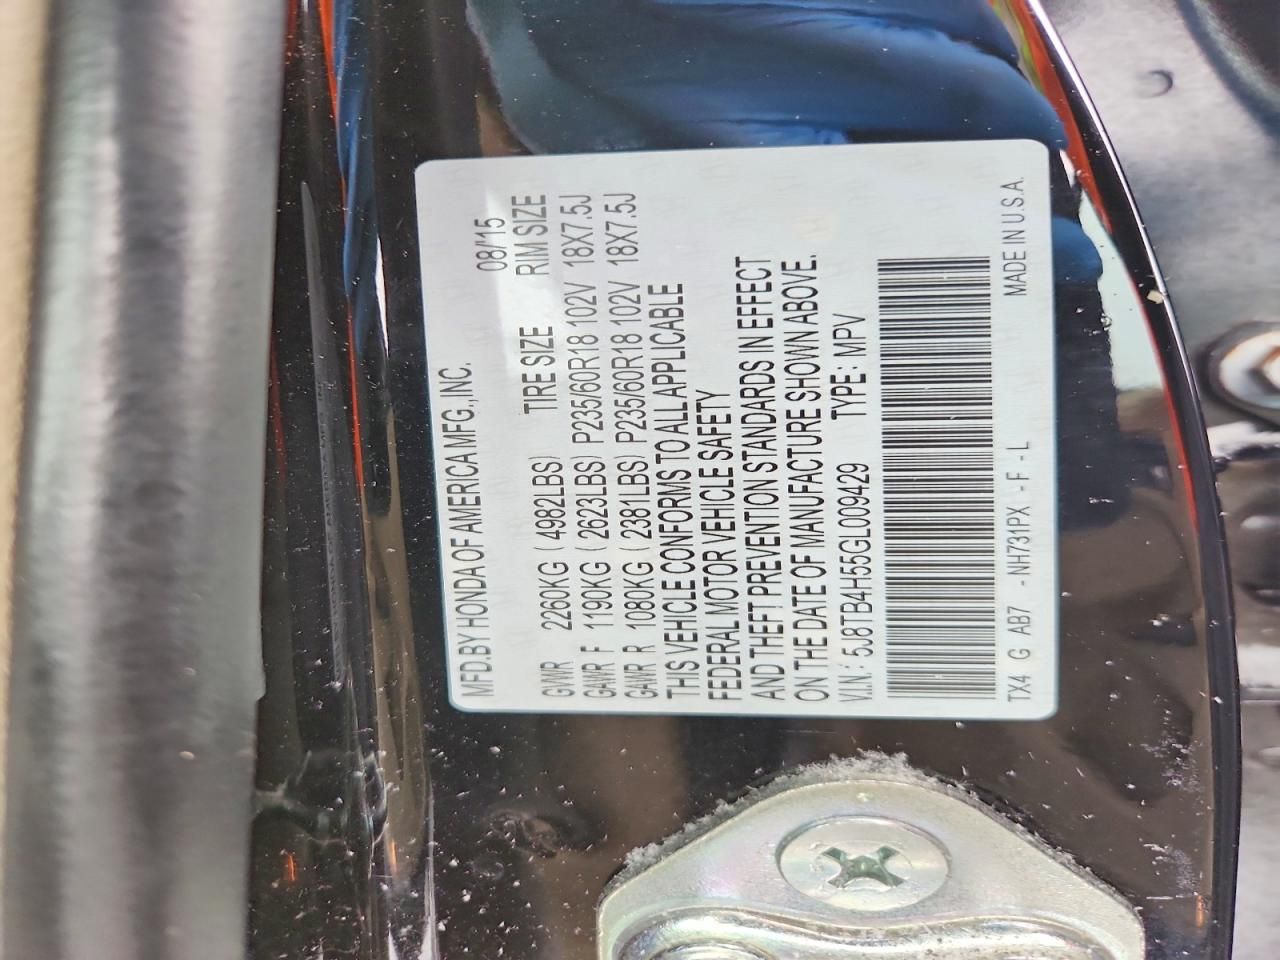 MFD.BY HONDA OF AMERICA MFG.,INC. 08/15
TIRE SIZE RIM SIZE
GVWR 2260KG ( 4982LBS)
GAWR F 1190KG ( 2623LBS) P235/60R18 102V 18X7.5J
GAWR R 1080KG ( 2381LBS) P235/60R18 102V 18X7.5J
THIS VEHICLE CONFORMS TO ALL APPLICABLE
FEDERAL MOTOR VEHICLE SAFETY
AND THEFT PREVENTION STANDARDS IN EFFECT
ON THE DATE OF MANUFACTURE SHOWN ABOVE.
V.I.N.: 5J8TB4H55GL009429 TYPE: MPV
TX4 G AB7 - NH731PX - F - L MADE IN U.S.A.